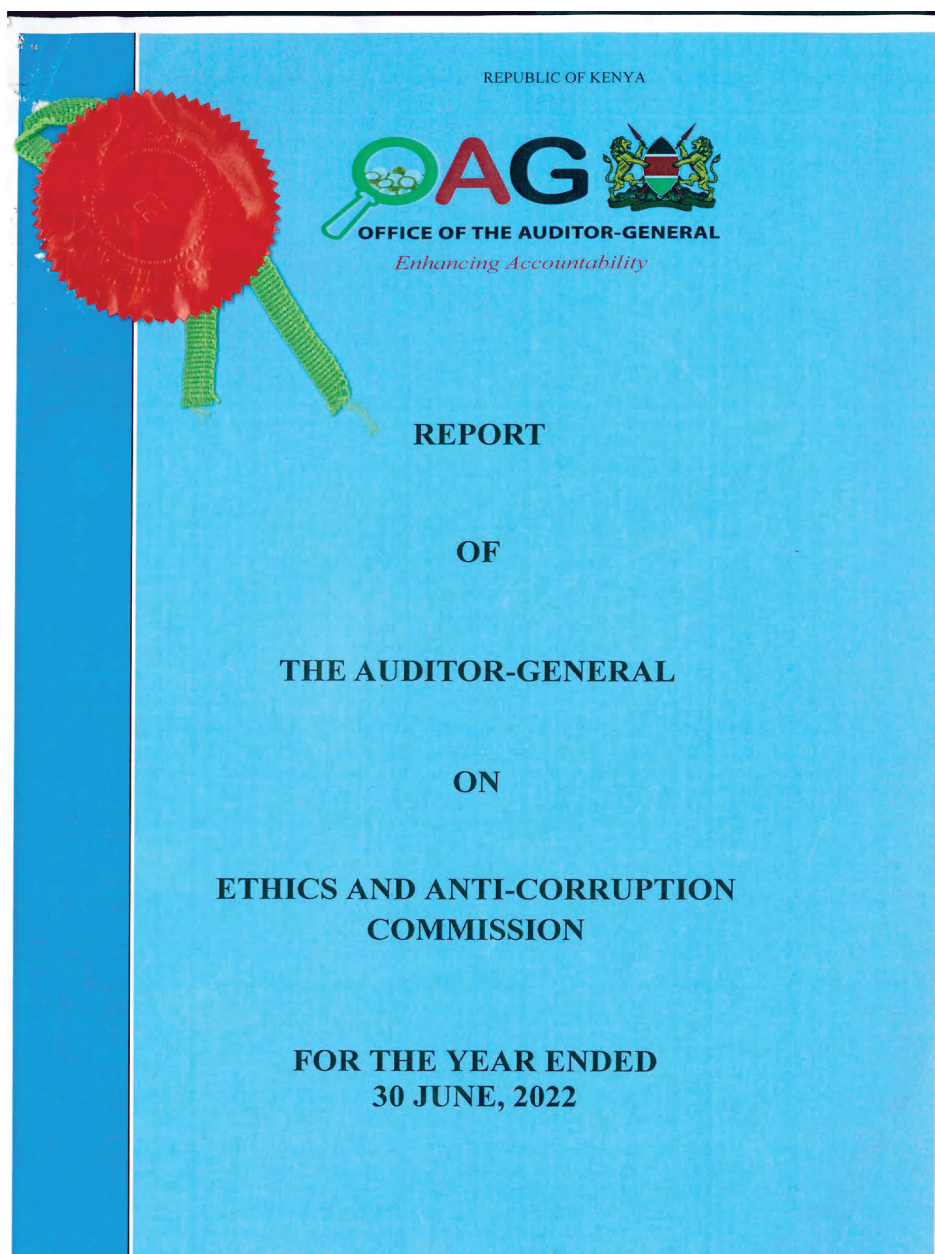 REPUBLIC OF KENYA
OAG
OFFICE OF THE AUDITOR-GENERAL
Enhancing Accountability
REPORT
OF
THE AUDITOR-GENERAL
ON
ETHICS AND ANTI-CORRUPTION
COMMISSION
FOR THE YEAR ENDED
30 JUNE, 2022